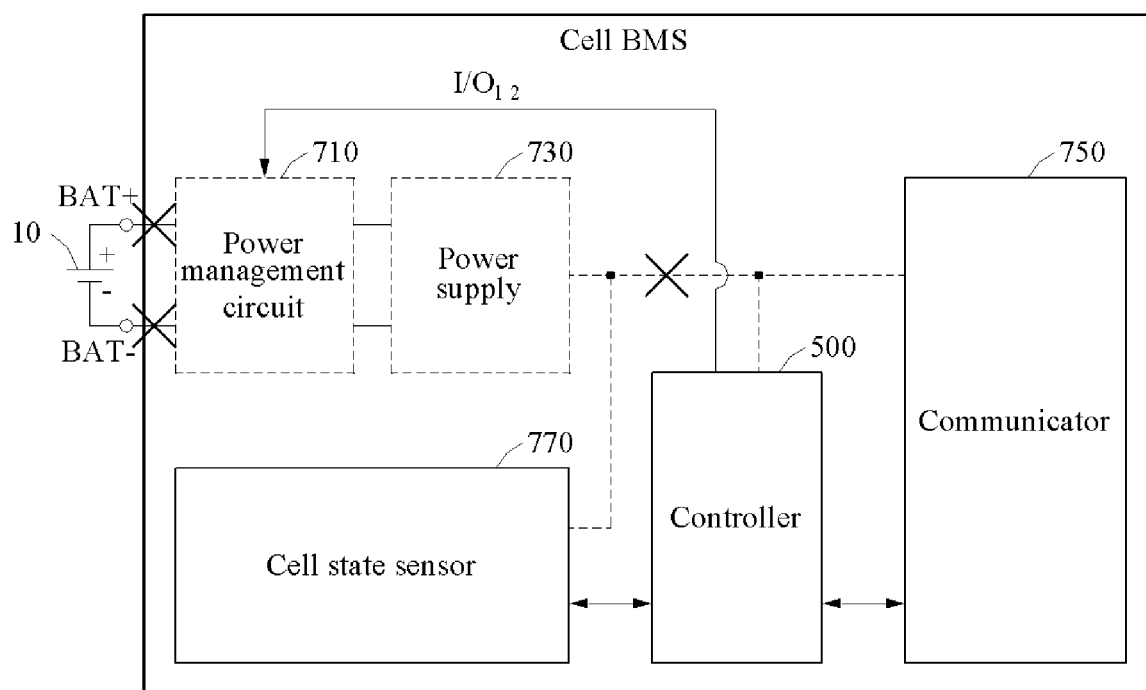 Cell BMS
I/O1 2
710
730
750
BAT+
10
+
-
BAT-
Power
management
circuit
Power
supply
500
Communicator
770
Controller
Cell state sensor